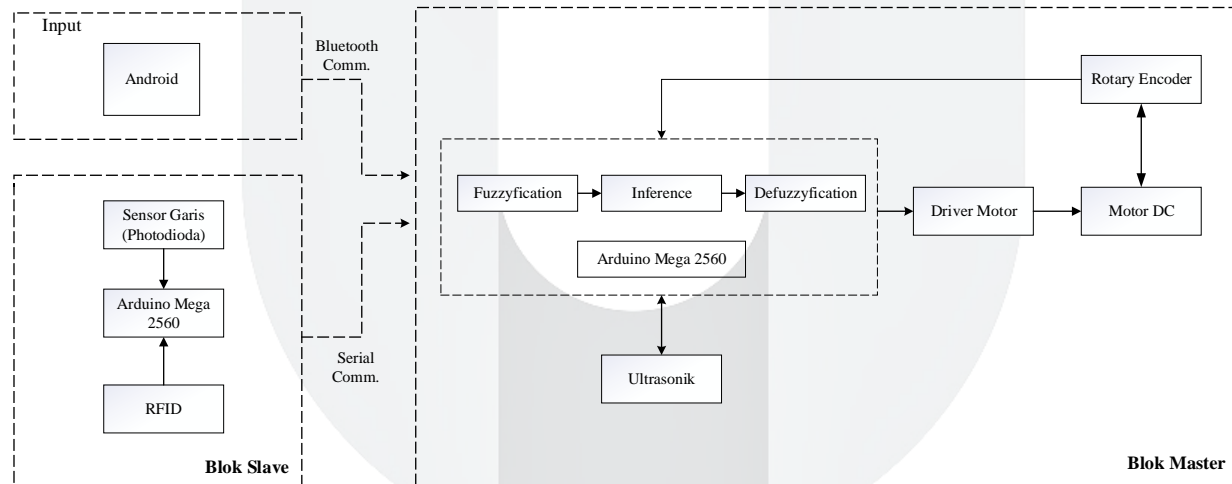 Input
Android
Bluetooth
Comm.
Sensor Garis
(Photodioda)
Arduino Mega
2560
RFID
Blok Slave
Serial
Comm.
Rotary Encoder
Fuzzyfication
Inference
Defuzzyfication
Arduino Mega 2560
Driver Motor
Motor DC
Ultrasonik
Blok Master